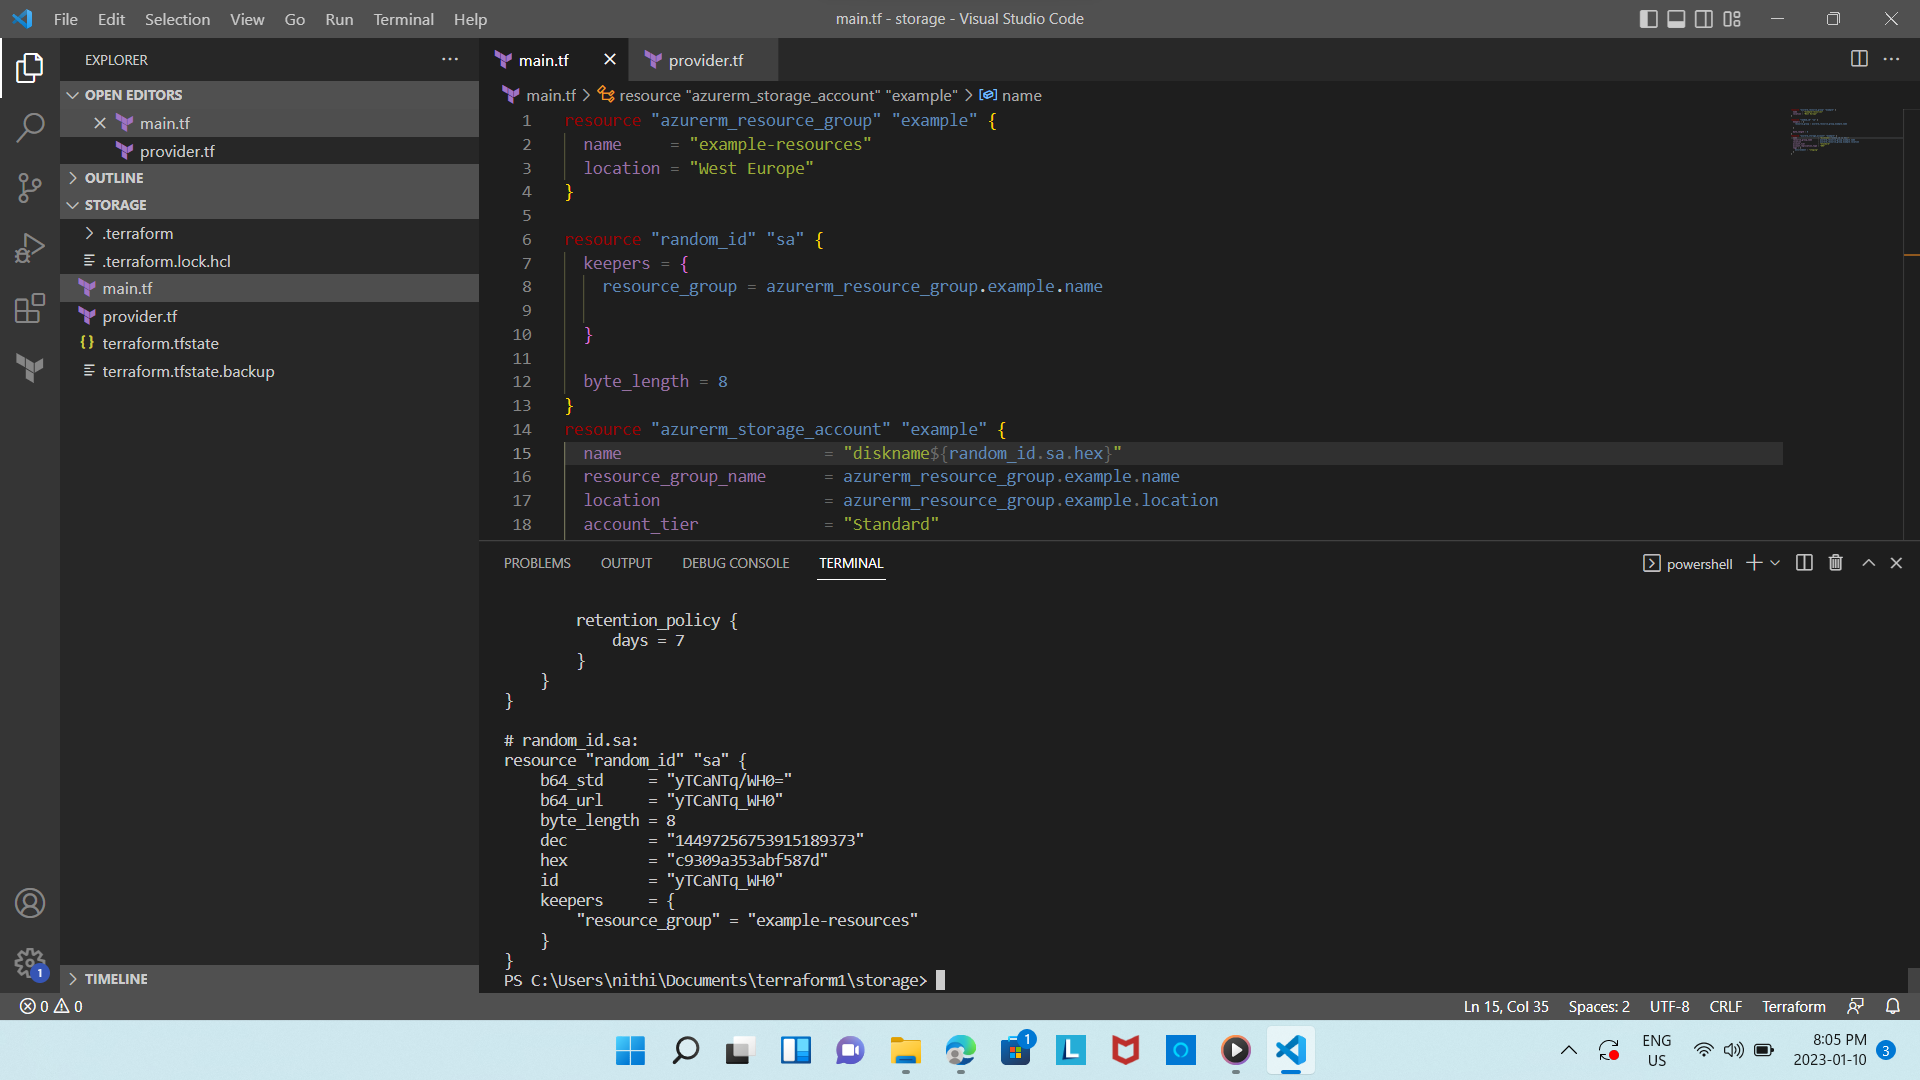 File Edit Selection View Go Run Terminal Help
main.tf - storage - Visual Studio Code
EXPLORER
OPEN EDITORS
main.tf
provider.tf
OUTLINE
STORAGE
.terraform
.terraform.lock.hcl
main.tf
provider.tf
terraform.tfstate
terraform.tfstate.backup
TIMELINE
main.tf provider.tf
main.tf > resource "azurerm_storage_account" "example" > name
1 resource "azurerm_resource_group" "example" {
2   name     = "example-resources"
3   location = "West Europe"
4 }
5
6 resource "random_id" "sa" {
7   keepers = {
8     resource_group = azurerm_resource_group.example.name
9
10   }
11
12   byte_length = 8
13 }
14 resource "azurerm_storage_account" "example" {
15   name                     = "diskname${random_id.sa.hex}"
16   resource_group_name      = azurerm_resource_group.example.name
17   location                 = azurerm_resource_group.example.location
18   account_tier             = "Standard"
PROBLEMS OUTPUT DEBUG CONSOLE TERMINAL
powershell
        retention_policy {
            days = 7
        }
    }
}
# random_id.sa:
resource "random_id" "sa" {
    b64_std     = "yTCaNTq/WH0="
    b64_url     = "yTCaNTq_WH0"
    byte_length = 8
    dec         = "14497256753915189373"
    hex         = "c9309a353abf587d"
    id          = "yTCaNTq_WH0"
    keepers     = {
        "resource_group" = "example-resources"
    }
}
PS C:\Users\nithi\Documents\terraform1\storage>
1
0 0
Ln 15, Col 35 Spaces: 2 UTF-8 CRLF Terraform
1
L
ENG
US
8:05 PM
2023-01-10
3